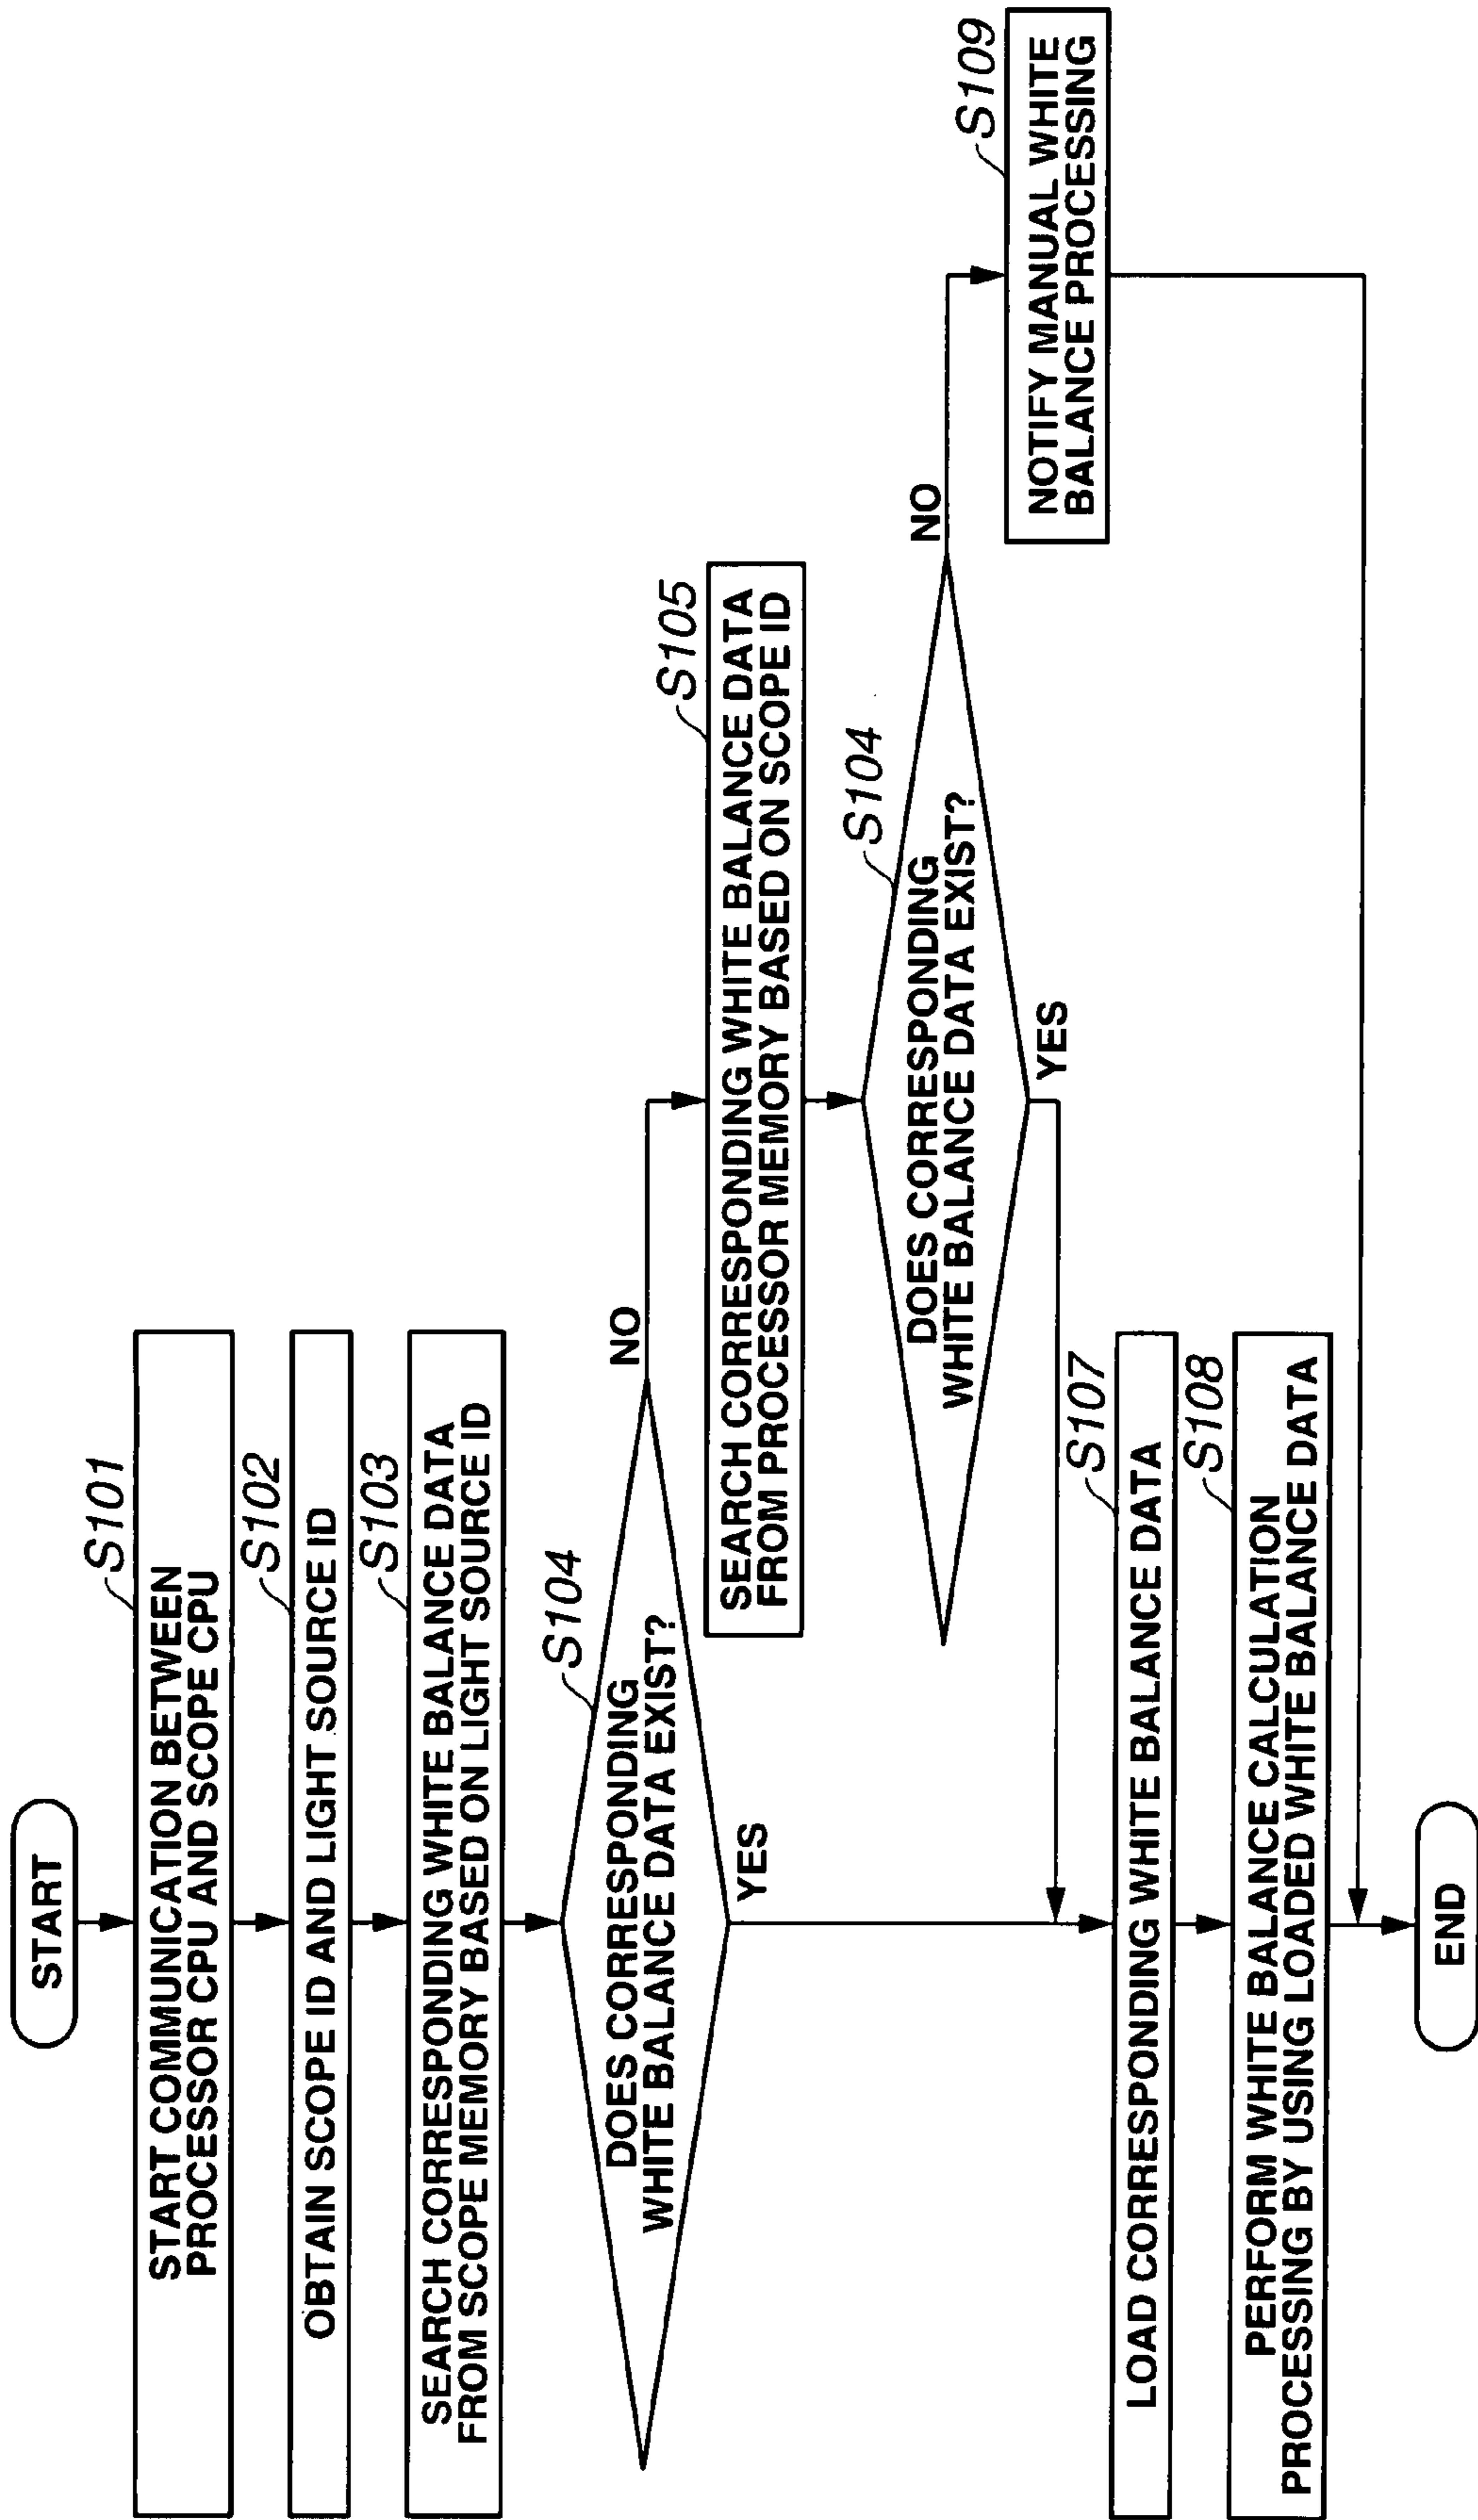 START
S101
START COMMUNICATION BETWEEN
PROCESSOR CPU AND SCOPE CPU
S102
OBTAIN SCOPE ID AND LIGHT SOURCE ID
S103
SEARCH CORRESPONDING WHITE BALANCE DATA
FROM SCOPE MEMORY BASED ON LIGHT SOURCE ID
S104
DOES CORRESPONDING
WHITE BALANCE DATA EXIST?
NO
YES
S105
SEARCH CORRESPONDING WHITE BALANCE DATA
FROM PROCESSOR MEMORY BASED ON SCOPE ID
S104
DOES CORRESPONDING
WHITE BALANCE DATA EXIST?
NO
YES
S109
NOTIFY MANUAL WHITE
BALANCE PROCESSING
S107
LOAD CORRESPONDING WHITE BALANCE DATA
S108
PERFORM WHITE BALANCE CALCULATION
PROCESSING BY USING LOADED WHITE BALANCE DATA
END